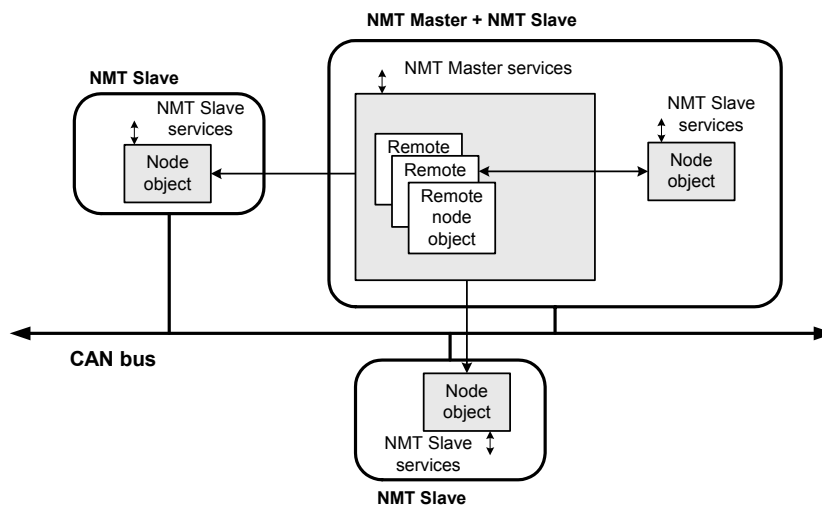 NMT Master + NMT Slave
NMT Slave
NMT Master services
NMT Slave
services
NMT Slave
services
Node
object
Remote
Remote
Remote
node
object
Node
object
CAN bus
Node
object
NMT Slave
services
NMT Slave